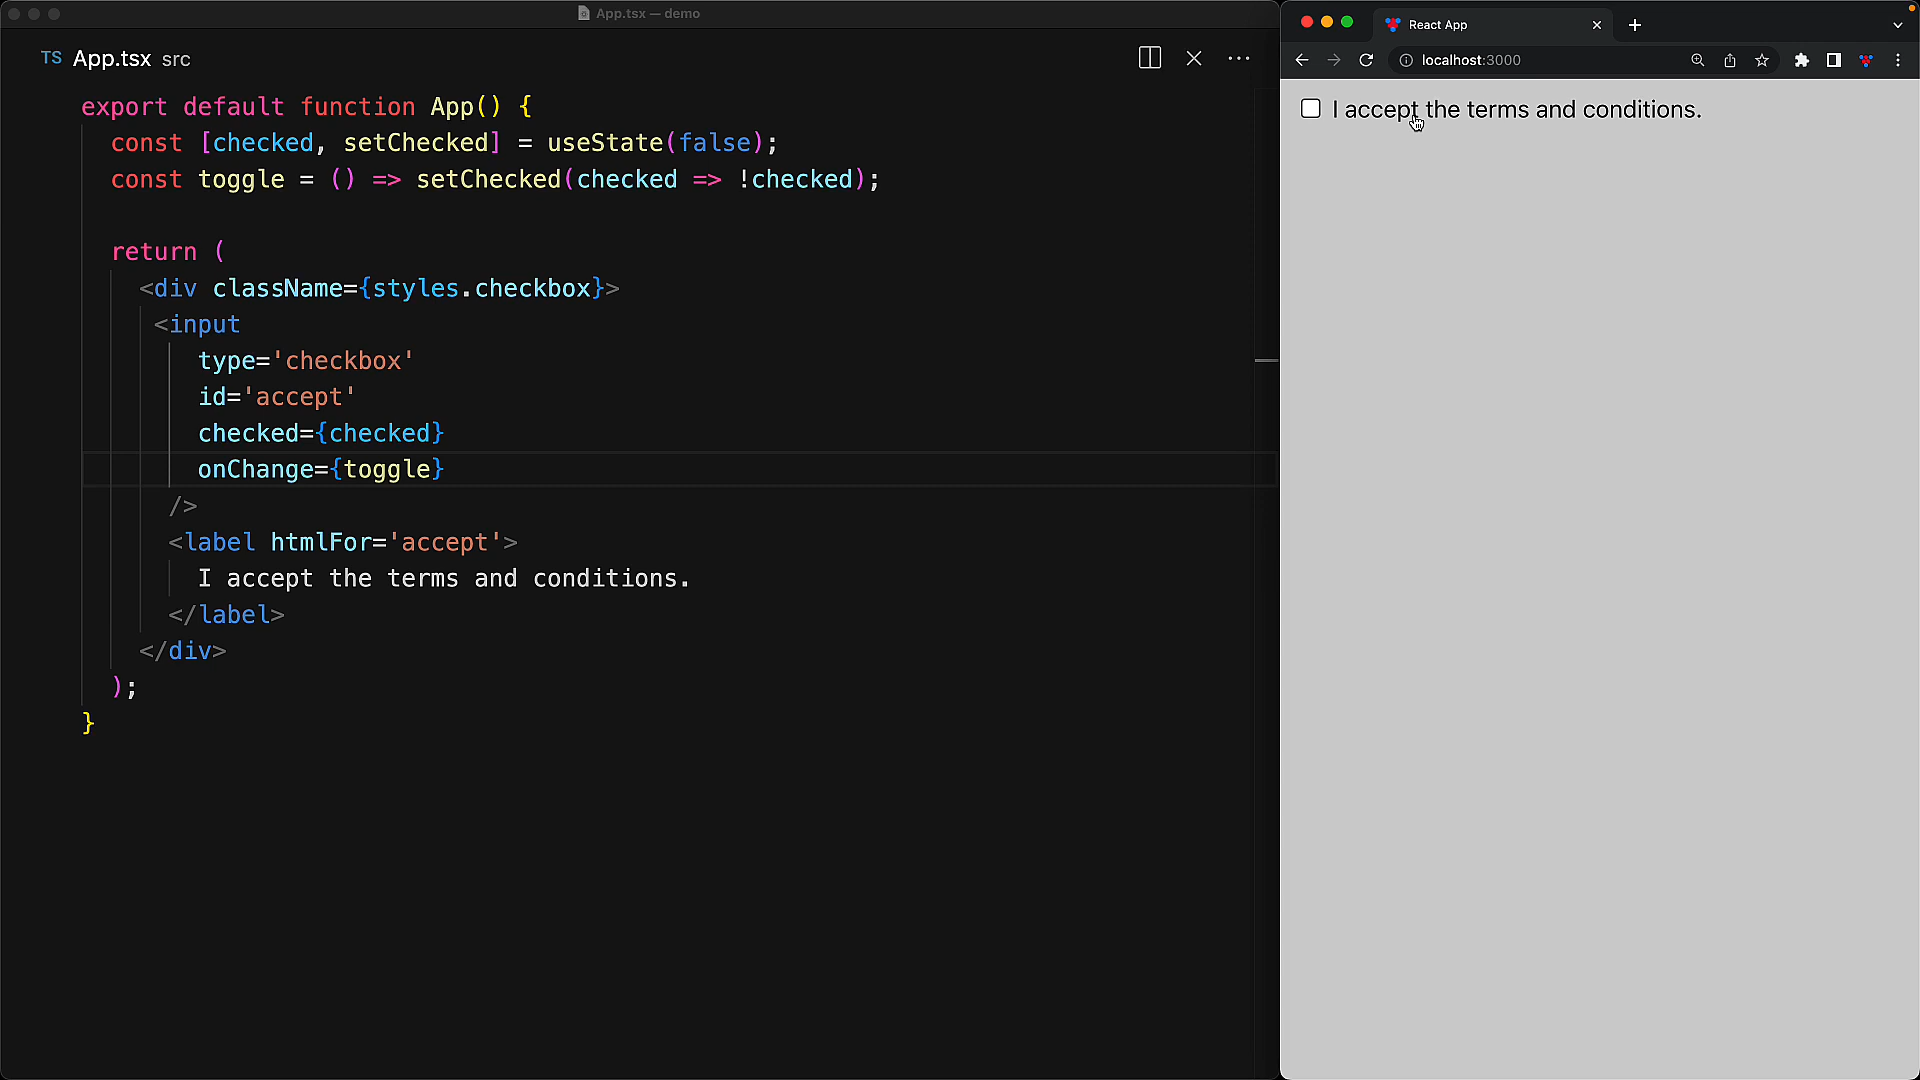 App.tsx — demo
TS App.tsx src
export default function App() {
const [checked, setChecked] = useState(false);
const toggle = () => setChecked(checked => !checked);
return (
<div className={styles.checkbox}>
<input
type='checkbox'
id='accept'
checked={checked}
onChange={toggle}
/>
<label htmlFor='accept'>
I accept the terms and conditions.
</label>
</div>
);
}
React App
localhost:3000
I accept the terms and conditions.